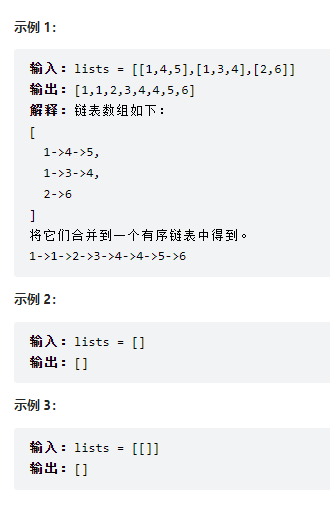 示例 1：
输入：lists = [[1,4,5],[1,3,4],[2,6]]
输出：[1,1,2,3,4,4,5,6]
解释：链表数组如下：
[
  1->4->5,
  1->3->4,
  2->6
]
将它们合并到一个有序链表中得到。
1->1->2->3->4->4->5->6
示例 2：
输入：lists = []
输出：[]
示例 3：
输入：lists = [[]]
输出：[]